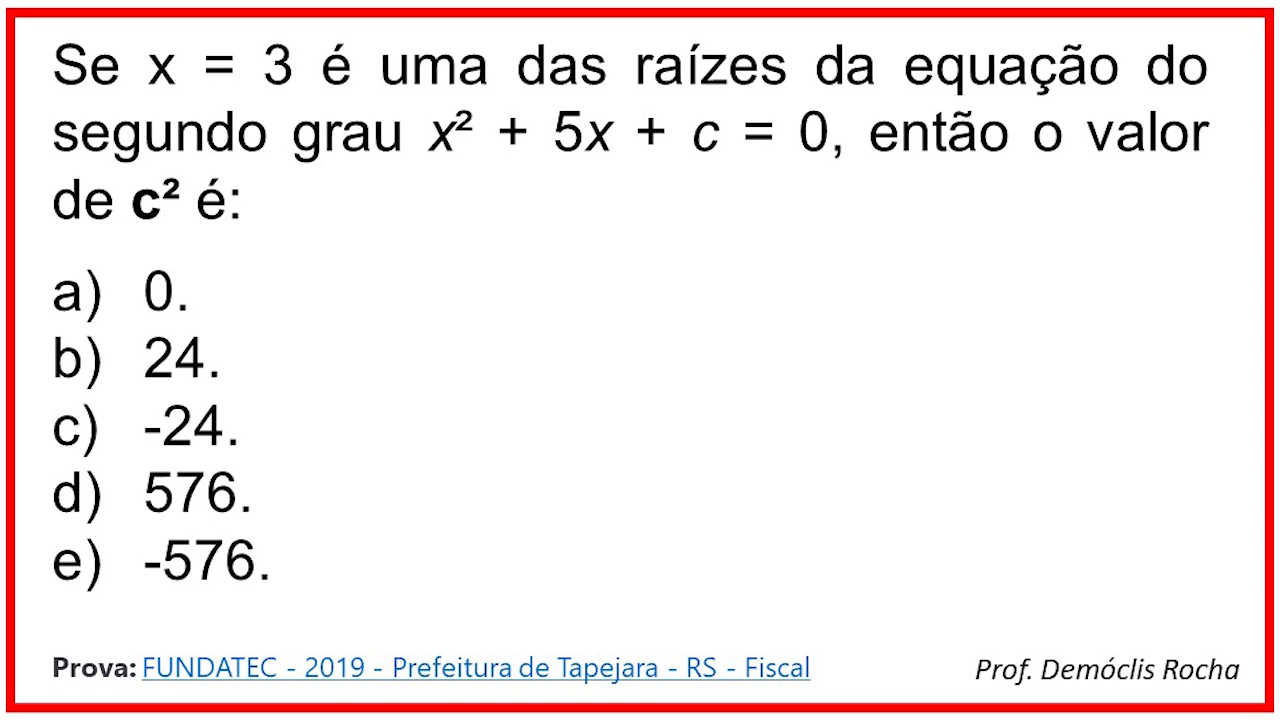 Se x = 3 é uma das raízes da equação do
segundo grau x² + 5x + c = 0, então o valor
de c² é:
a) 0.
b) 24.
c) -24.
d) 576.
e) -576.
Prova: FUNDATEC - 2019 - Prefeitura de Tapejara - RS - Fiscal
Prof. Demóclis Rocha